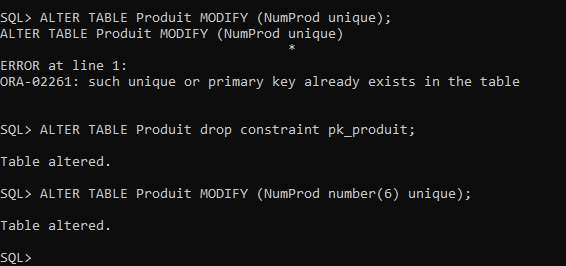 SQL> ALTER TABLE Produit MODIFY (NumProd unique);
ALTER TABLE Produit MODIFY (NumProd unique)
                                    *
ERROR at line 1:
ORA-02261: such unique or primary key already exists in the table
SQL> ALTER TABLE Produit drop constraint pk_produit;
Table altered.
SQL> ALTER TABLE Produit MODIFY (NumProd number(6) unique);
Table altered.
SQL>